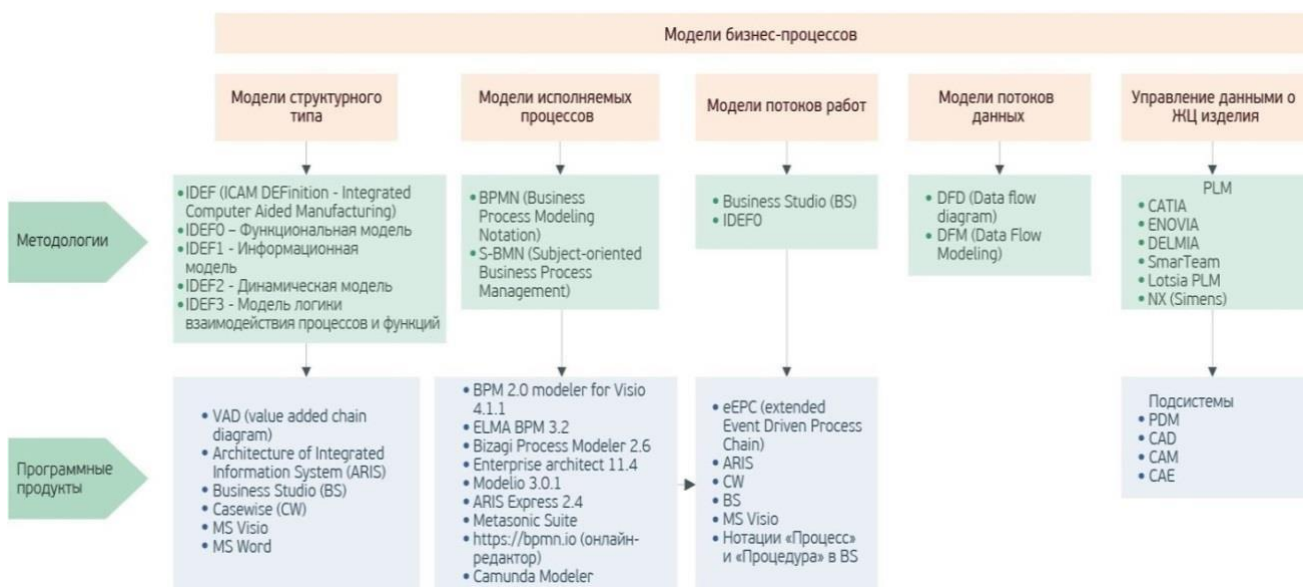 Модели бизнес-процессов
Модели структурного
типа
Модели исполняемых
процессов
Модели потоков работ
Модели потоков
данных
Управление данными о
ЖЦ изделия
Методологии
• IDEF (ICAM DEFinition - Integrated
Computer Aided Manufacturing)
• IDEF0 – Функциональная модель
• IDEF1 - Информационная
модель
• IDEF2 - Динамическая модель
• IDEF3 - Модель логики
взаимодействия процессов и функций
• BPMN (Business
Process Modeling
Notation)
• S-BMN (Subject-oriented
Business Process
Management)
• Business Studio (BS)
• IDEF0
• DFD (Data flow
diagram)
• DFM (Data Flow
Modeling)
PLM
• CATIA
• ENOVIA
• DELMIA
• SmarTeam
• Lotsia PLM
• NX (Simens)
Программные
продукты
• VAD (value added chain
diagram)
• Architecture of Integrated
Information System (ARIS)
• Business Studio (BS)
• Casewise (CW)
• MS Visio
• MS Word
• BPM 2.0 modeler for Visio
4.1.1
• ELMA BPM 3.2
• Bizagi Process Modeler 2.6
• Enterprise architect 11.4
• Modelio 3.0.1
• ARIS Express 2.4
• Metasonic Suite
• https://bpmn.io (онлайн-
редактор)
• Camunda Modeler
• eEPC (extended
Event Driven Process
Chain)
• ARIS
• CW
• BS
• MS Visio
• Нотации «Процесс»
и «Процедура» в BS
Подсистемы
• PDM
• CAD
• CAM
• CAE